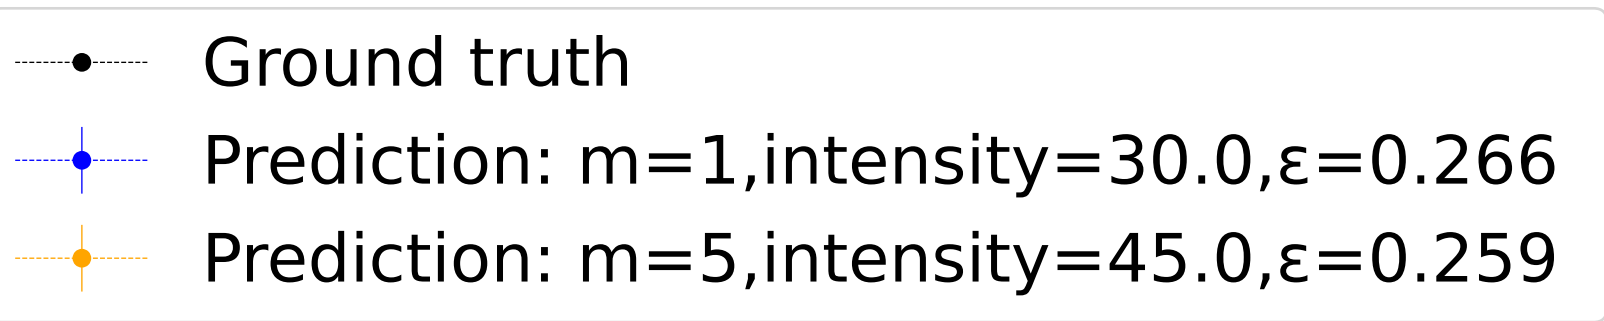 Ground truth
Prediction: m=1,intensity=30.0,ε=0.266
Prediction: m=5,intensity=45.0,ε=0.259